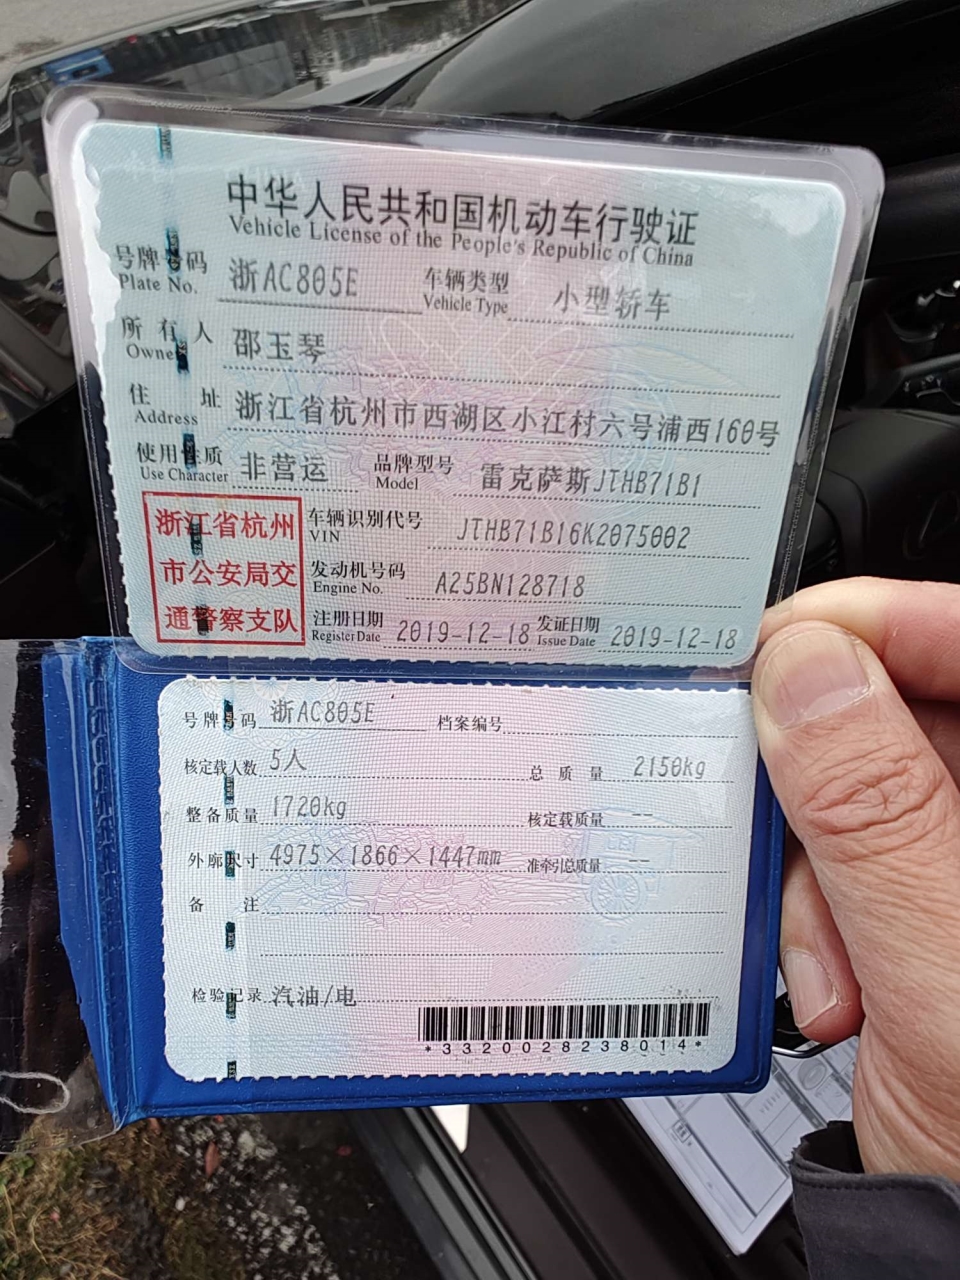 中华人民共和国机动车行驶证
Vehicle License of the People's Republic of China
号牌号码 浙AC805E 车辆类型 小型轿车
Plate No. Vehicle Type
所有人 邵玉琴
Owner
住址 浙江省杭州市西湖区小江村六号浦西160号
Address
使用性质 非营运 品牌型号 雷克萨斯JTHB71B1
Use Character Model
浙江省杭州
市公安局交
通警察支队
车辆识别代号 JTHB71B16K2075002
VIN
发动机号码 A25BN128718
Engine No.
注册日期 2019-12-18 发证日期 2019-12-18
Register Date Issue Date
号牌号码 浙AC805E 档案编号
核定载人数 5人 总质量 2150kg
整备质量 1720kg 核定载质量 --
外廓尺寸 4975×1866×1447mm 准牵引总质量 --
备注
检验记录 汽油/电
*3320028238014*